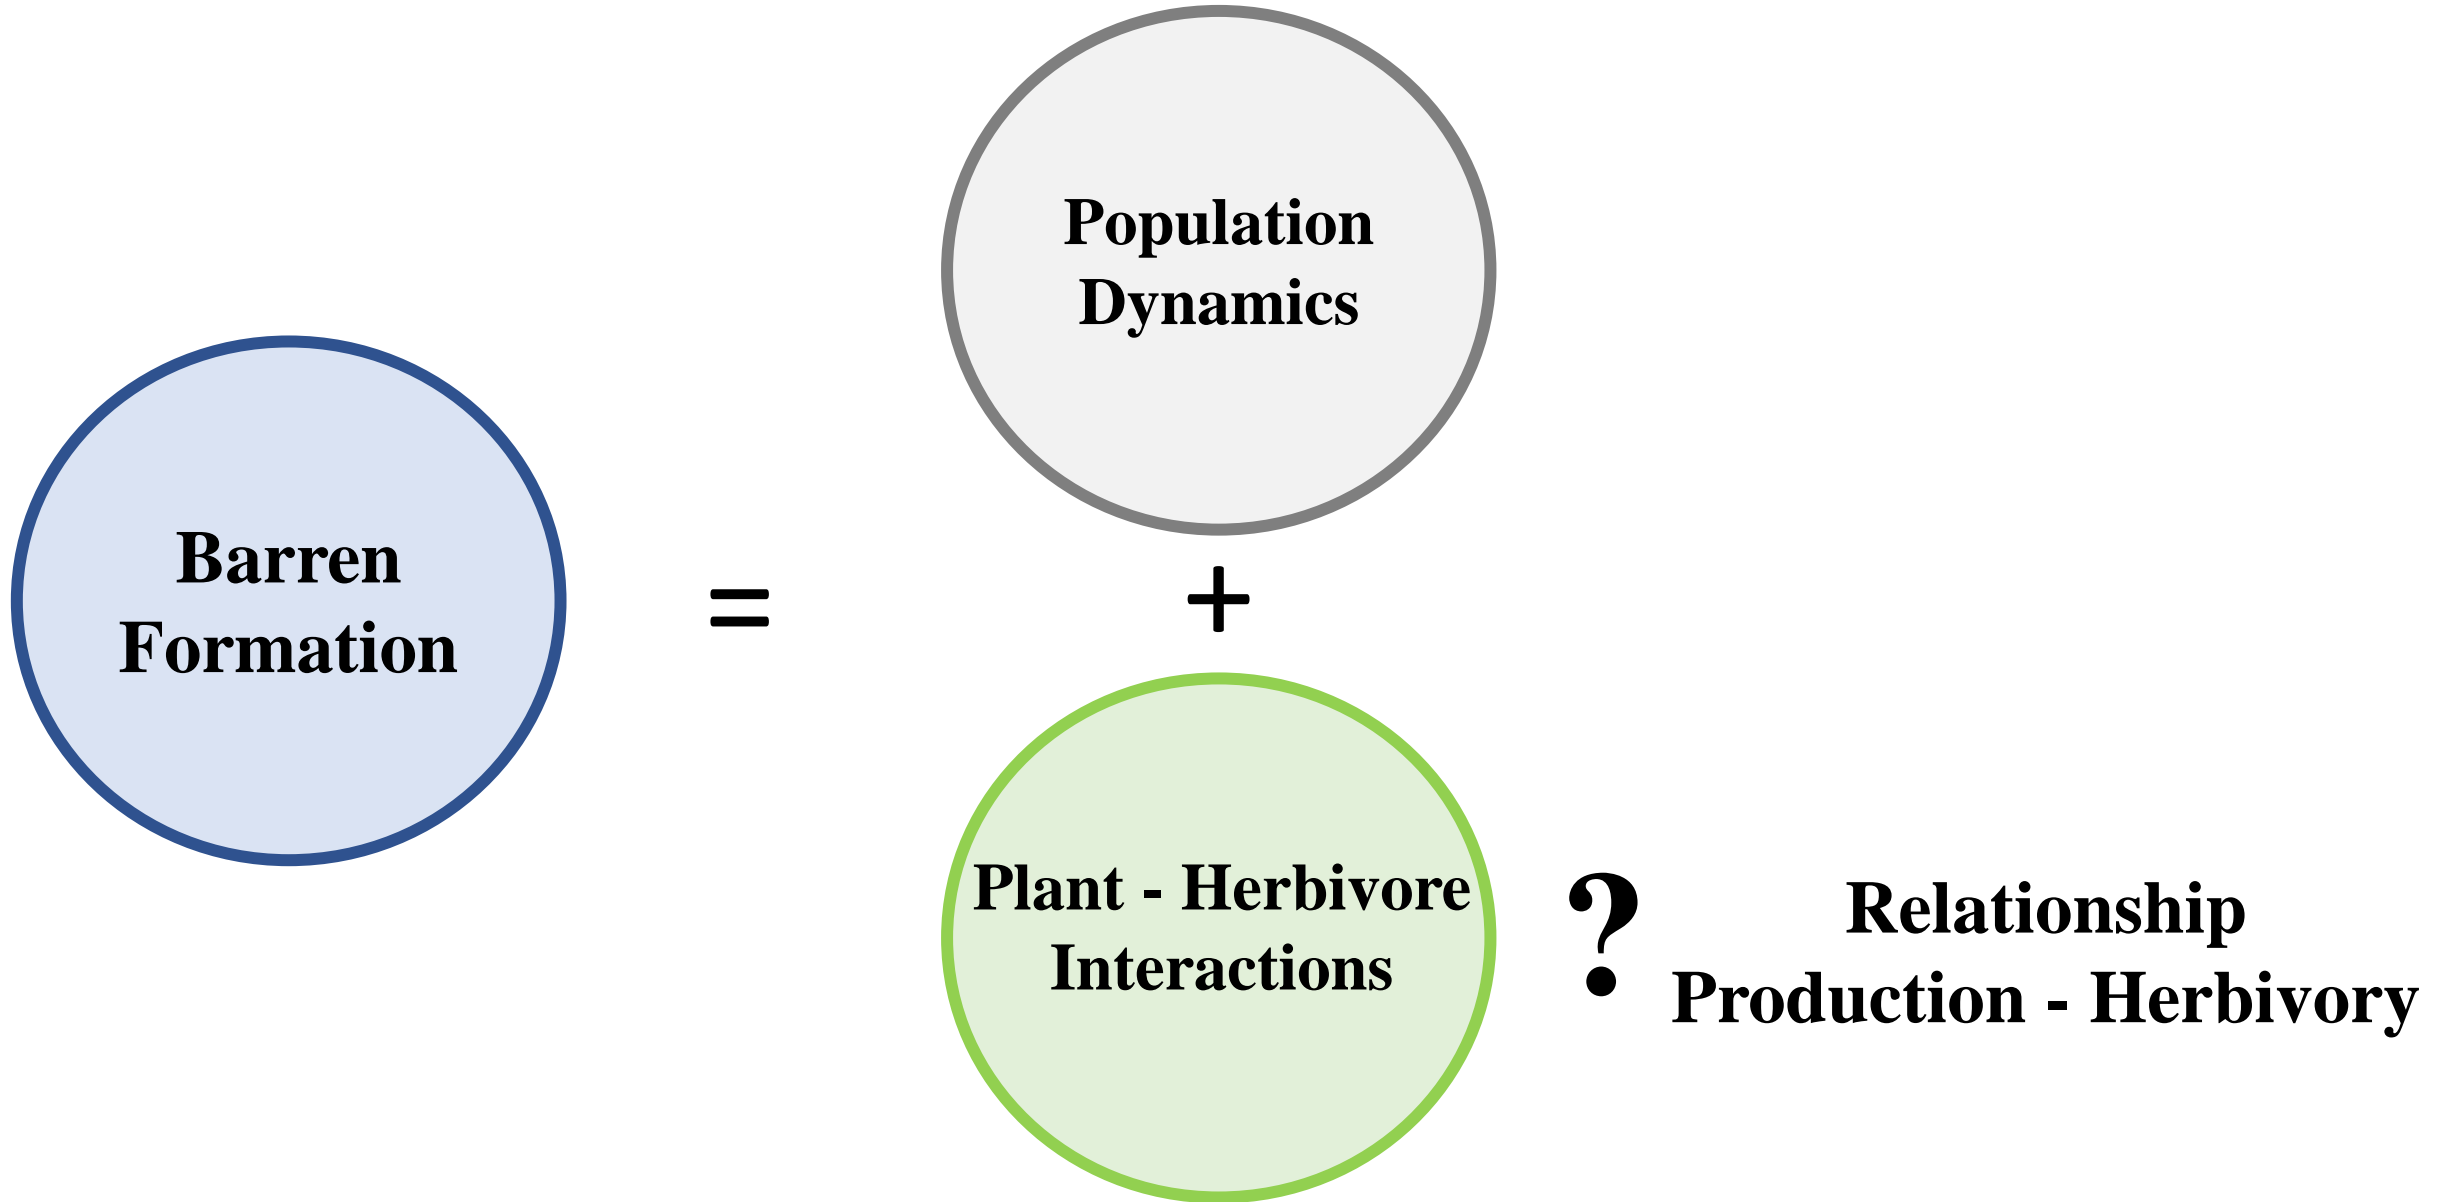 Population
Dynamics
Barren
Formation
=
+
Plant - Herbivore
Interactions
?
Relationship
Production - Herbivory